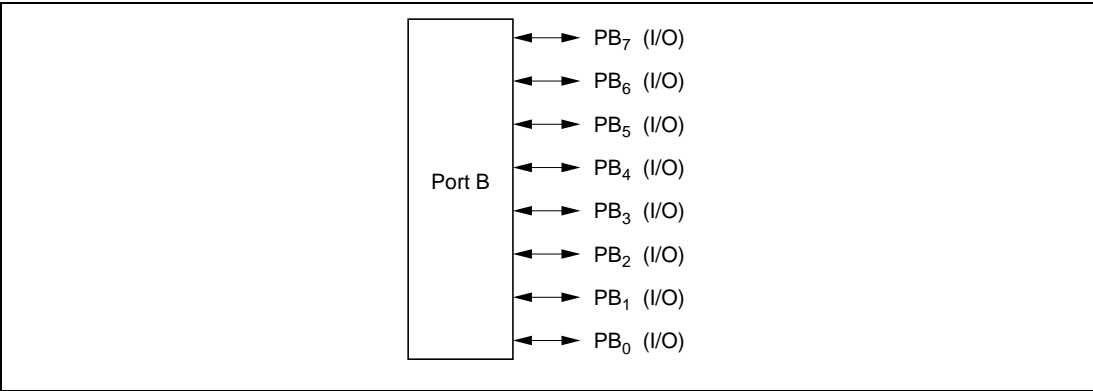 PB₇ (I/O)
PB₆ (I/O)
PB₅ (I/O)
PB₄ (I/O)
Port B
PB₃ (I/O)
PB₂ (I/O)
PB₁ (I/O)
PB₀ (I/O)